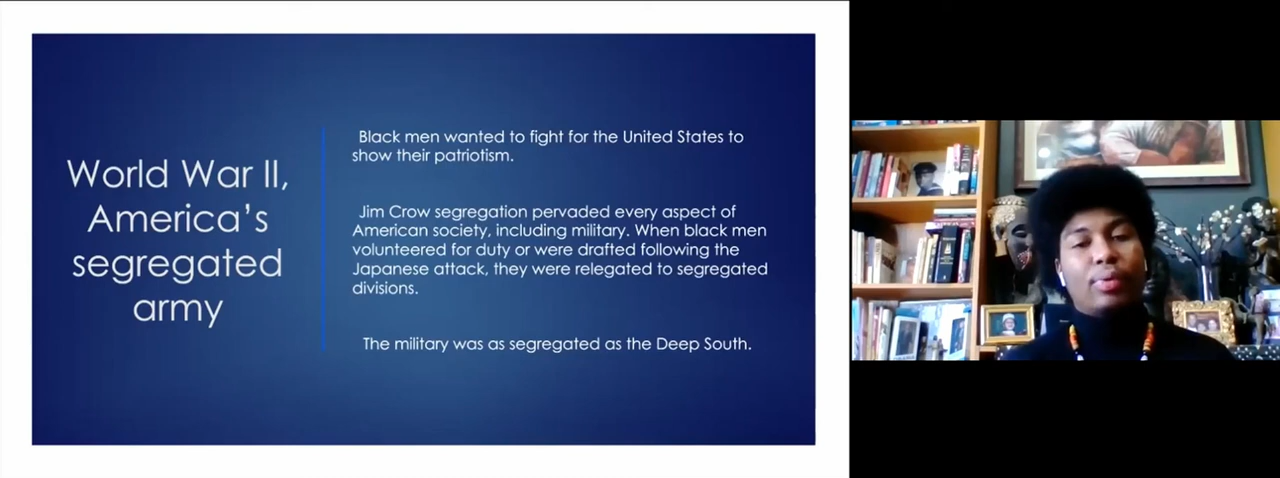 World War II,
America's
segregated
army
Black men wanted to fight for the United States to
show their patriotism.
Jim Crow segregation pervaded every aspect of
American society, including military. When black men
volunteered for duty or were drafted following the
Japanese attack, they were relegated to segregated
divisions.
The military was as segregated as the Deep South.